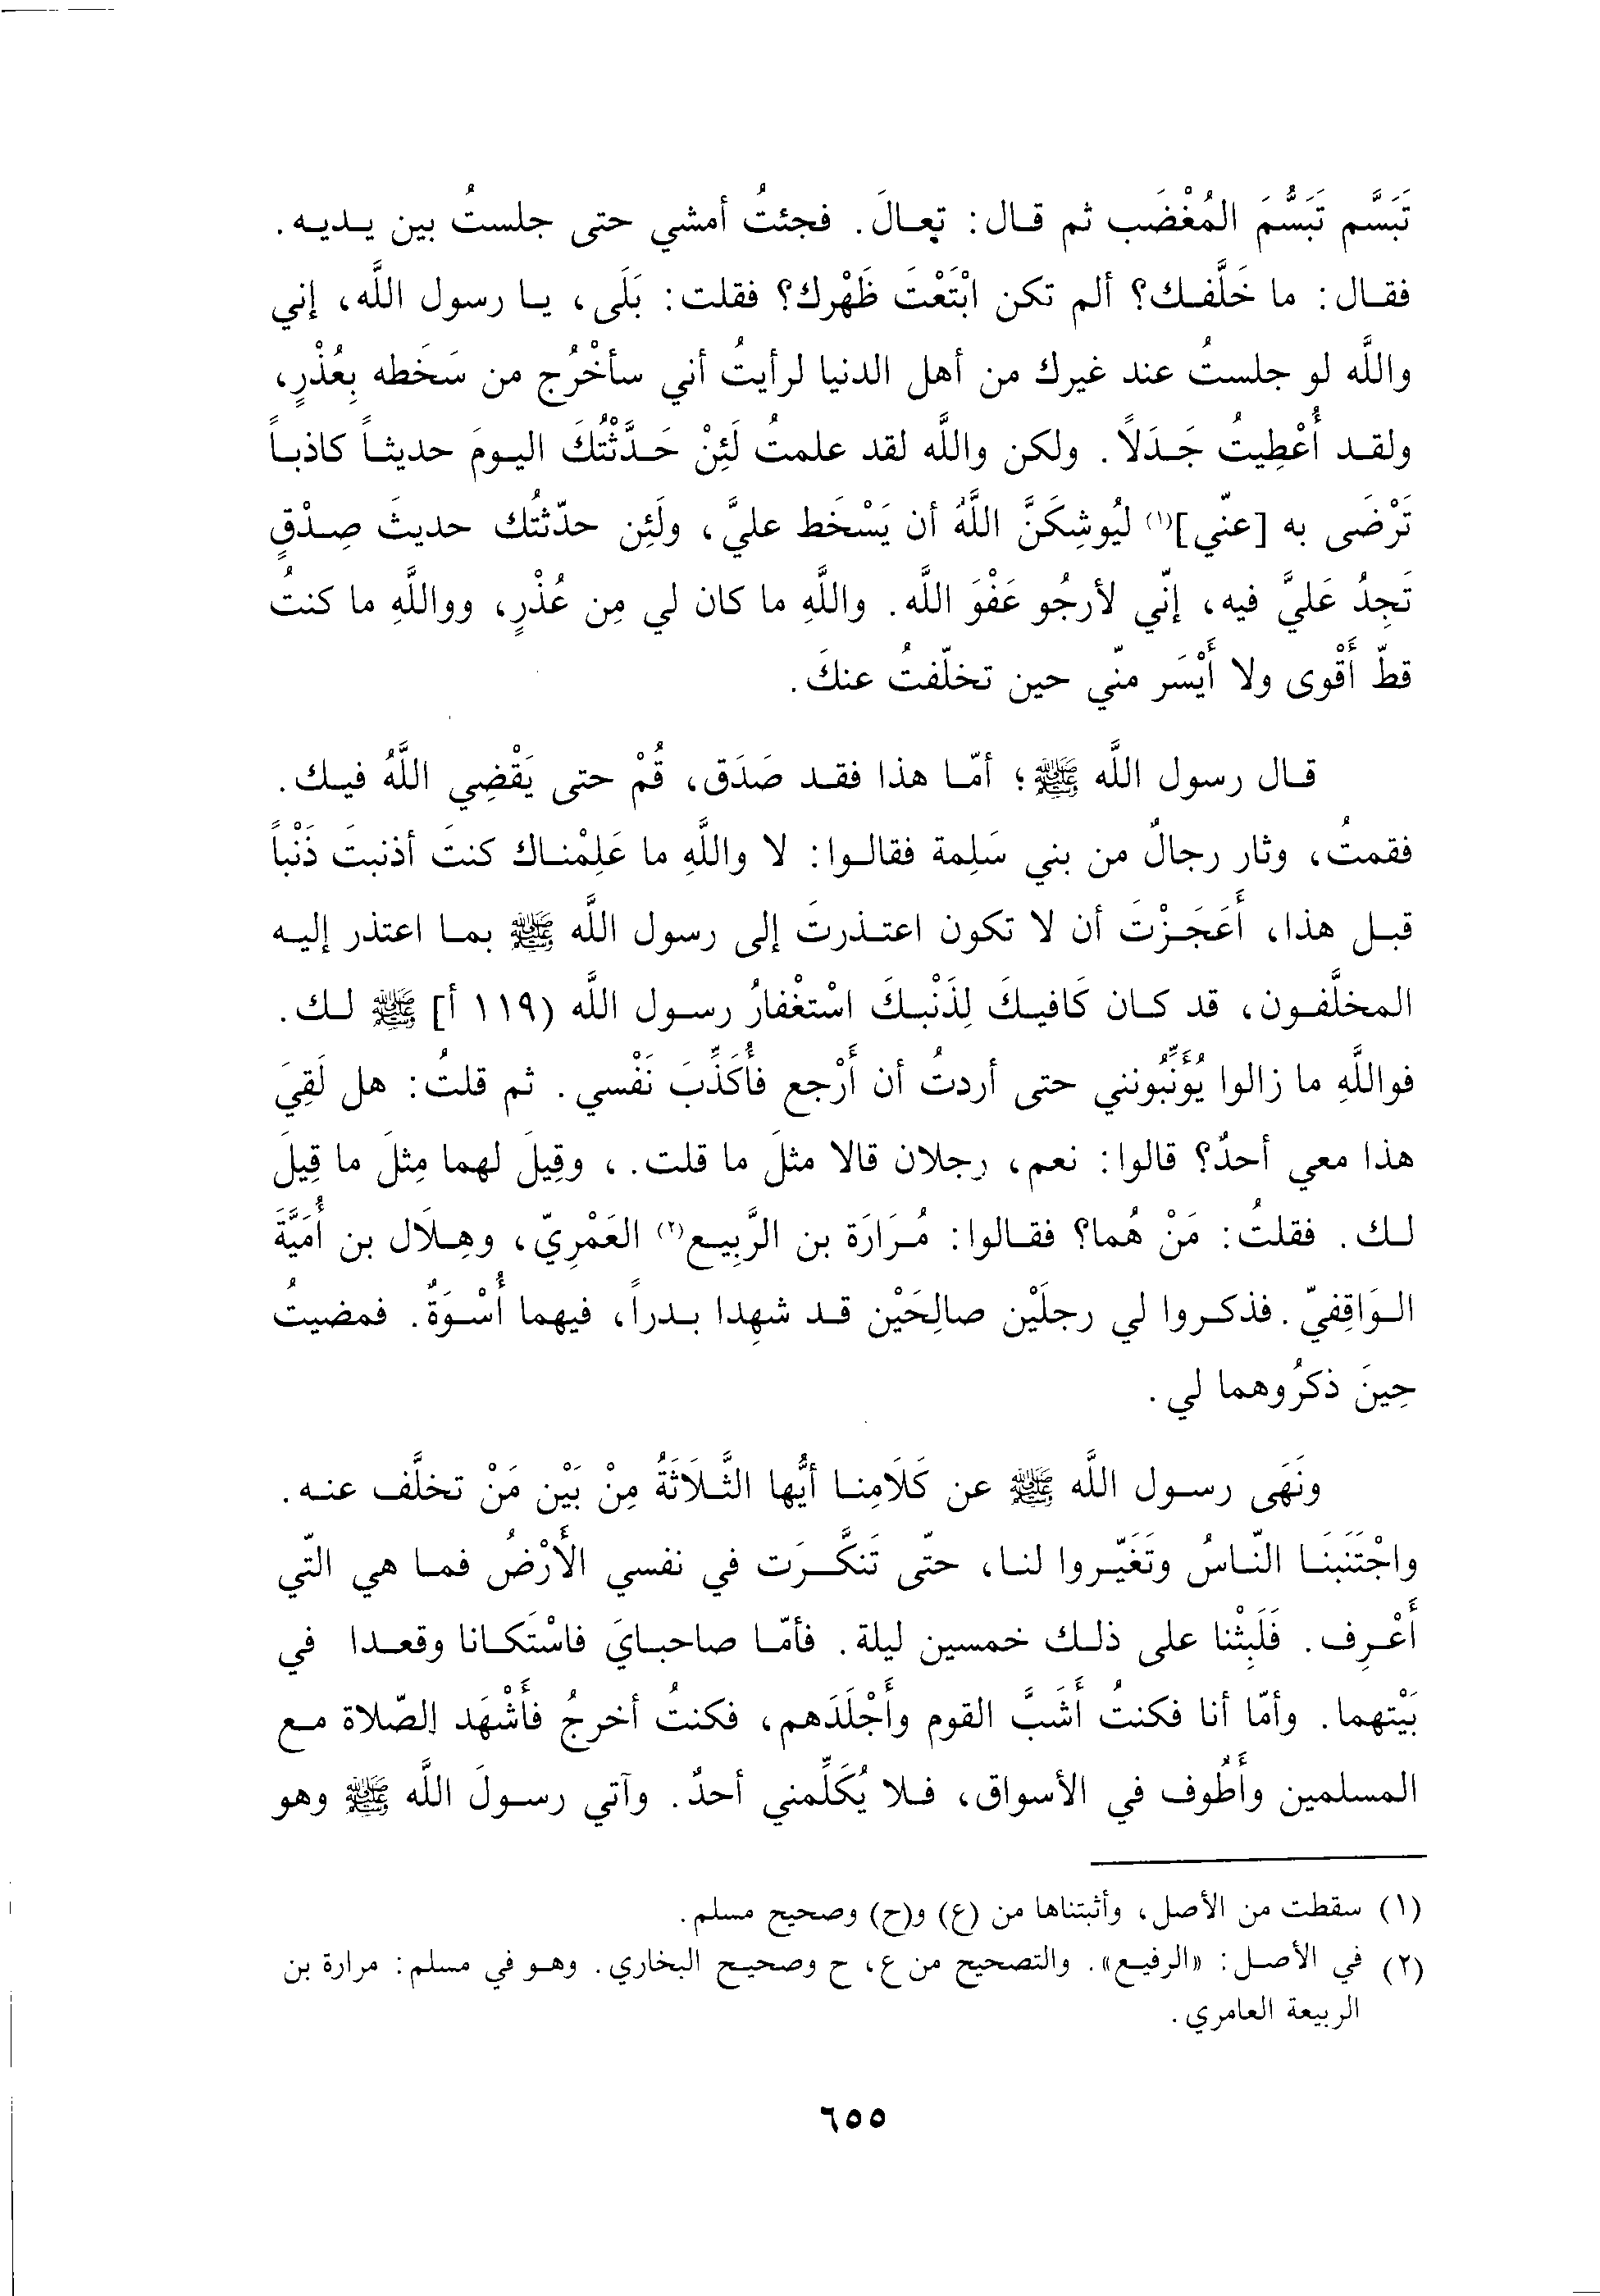 تَبَسَّم تَبَسُّمَ المُغْضَب ثم قال: تعالَ. فجئتُ أمشي حتى جلستُ بين يديه.
فقال: ما خَلَّفك؟ ألم تكن ابْتَعْتَ ظَهْرك؟ فقلت: بَلَى، يا رسول اللَّه، إني
واللَّه لو جلستُ عند غيرك من أهل الدنيا لرأيتُ أني سأخْرُج من سَخَطه بِعُذْرٍ،
ولقد أُعْطِيتُ جَدَلاً. ولكن واللَّه لقد علمتُ لَئِنْ حَدَّثْتُكَ اليومَ حديثاً كاذباً
تَرْضَى به [عنّي](١) ليُوشِكَنَّ اللَّهُ أن يَسْخَط عليَّ، ولَئِن حدّثتُك حديثَ صِدْقٍ
تَجِدُ عَليَّ فيه، إنّي لأرجُو عَفْوَ اللَّه. واللَّهِ ما كان لي مِن عُذْرٍ، وواللَّهِ ما كنتُ
قطّ أَقْوى ولا أَيْسَر منّي حين تخلّفتُ عنكَ.
قال رسول اللَّه ﷺ؛ أمّا هذا فقد صَدَق، قُمْ حتى يَقْضِي اللَّهُ فيك.
فقمتُ، وثار رجالٌ من بني سَلِمة فقالوا: لا واللَّهِ ما عَلِمْناك كنتَ أذنبتَ ذَنْباً
قبل هذا، أَعَجَزْتَ أن لا تكون اعتذرتَ إلى رسول اللَّه ﷺ بما اعتذر إليه
المخلَّفون، قد كان كَافيكَ لِذَنْبكَ اسْتغْفارُ رسول اللَّه (١١٩ أ] ﷺ لك.
فواللَّهِ ما زالوا يُؤَنِّبُونني حتى أردتُ أن أَرْجع فأُكَذِّبَ نَفْسي. ثم قلتُ: هل لَقِيَ
هذا معي أحدٌ؟ قالوا: نعم، رجلان قالا مثلَ ما قلت.، وقِيلَ لهما مِثلَ ما قِيلَ
لك. فقلتُ: مَنْ هُما؟ فقالوا: مُرَارَة بن الرَّبِيع(٢) العَمْرِيّ، وهِلَال بن أُمَيَّةَ
الوَاقِفيّ. فذكروا لي رجلَيْن صالِحَيْن قد شهِدا بدراً، فيهما أُسْوَةٌ. فمضيتُ
حِينَ ذكرُوهما لي.
ونَهَى رسول اللَّه ﷺ عن كَلَامِنا أيُّها الثَّلَاثَةُ مِنْ بَيْن مَنْ تخلَّف عنه.
واجْتَنَبنَا النّاسُ وتَغَيّروا لنا، حتّى تَنكَّرَت في نفسي الأَرْضُ فما هي التّي
أَعْرِف. فَلَبِثْنا على ذلك خمسين ليلة. فأمّا صاحبايَ فاسْتَكانا وقعدا في
بَيْتهما. وأمّا أنا فكنتُ أَشَبَّ القوم وأَجْلَدَهم، فكنتُ أخرجُ فأَشْهَد الصّلاة مع
المسلمين وأَطُوف في الأسواق، فلا يُكَلِّمني أحدٌ. وآتي رسولَ اللَّه ﷺ وهو
(١) سقطت من الأصل، وأثبتناها من (ع) و(ح) وصحيح مسلم.
(٢) في الأصل: «الرفيع». والتصحيح من ع، ح وصحيح البخاري. وهو في مسلم: مرارة بن
الربيعة العامري.
٦٥٥